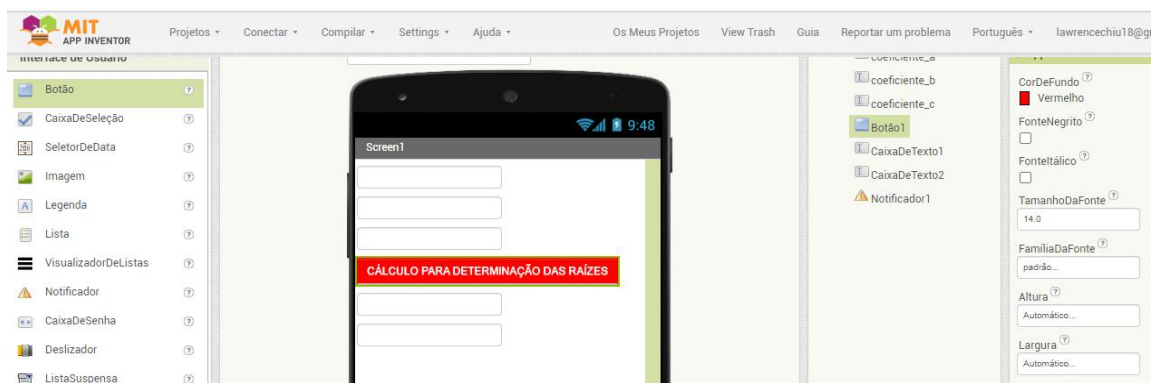 MIT
APP INVENTOR
Projetos
Conectar
Compilar
Settings
Ajuda
Os Meus Projetos
View Trash
Guia
Reportar um problema
Português
lawrencechiu18@g
Interface de Usuário
Botão
CaixaDeSeleção
SeletorDeData
Imagem
Legenda
Lista
VisualizadorDeListas
Notificador
CaixaDeSenha
Deslizador
ListaSuspensa
9:48
Screen1
CÁLCULO PARA DETERMINAÇÃO DAS RAÍZES
coeficiente_a
coeficiente_b
coeficiente_c
Botão1
CaixaDeTexto1
CaixaDeTexto2
Notificador1
CorDeFundo
Vermelho
FonteNegrito
FonteItálico
TamanhoDaFonte
14.0
FamíliaDaFonte
padrão...
Altura
Automático...
Largura
Automático...